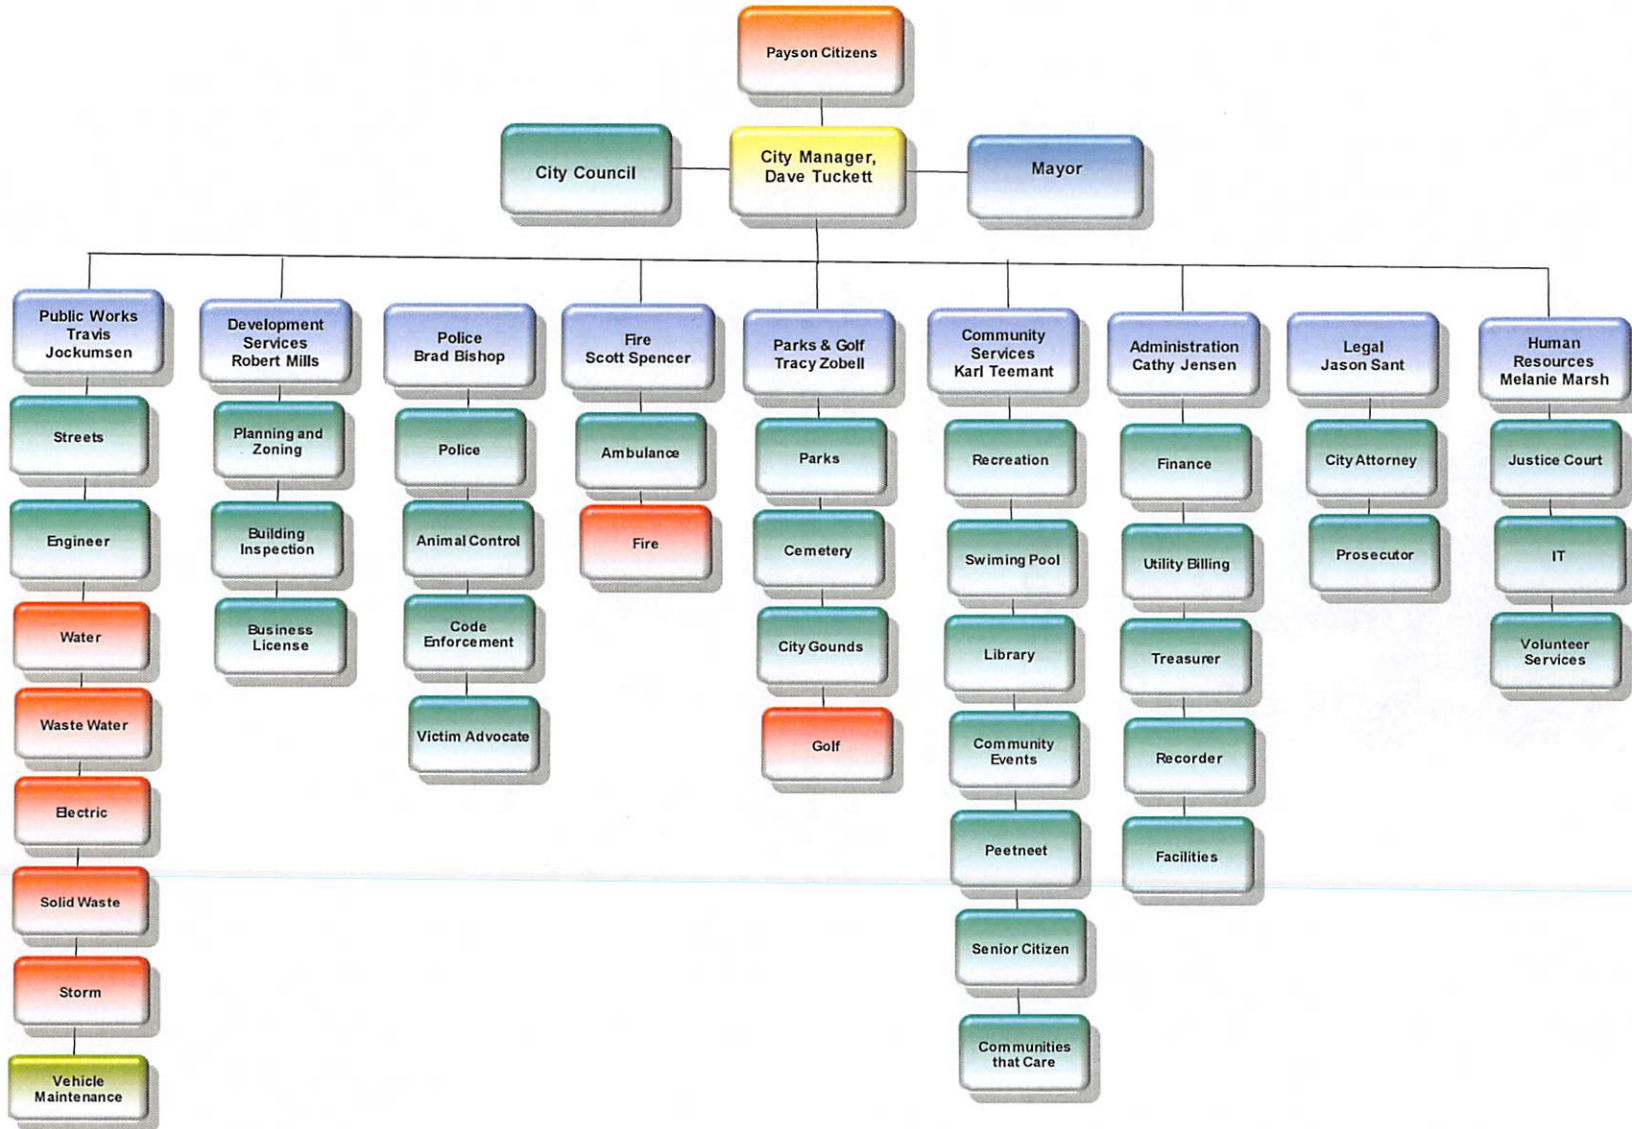 Payson Citizens
City Council
City Manager,
Dave Tuckett
Mayor
Public Works
Travis
Jockumsen
Streets
Engineer
Water
Waste Water
Electric
Solid Waste
Storm
Vehicle
Maintenance
Development
Services
Robert Mills
Planning and
Zoning
Building
Inspection
Business
License
Police
Brad Bishop
Police
Animal Control
Code
Enforcement
Victim Advocate
Fire
Scott Spencer
Ambulance
Fire
Parks & Golf
Tracy Zobell
Parks
Cemetery
City Gounds
Golf
Community
Services
Karl Teemant
Recreation
Swiming Pool
Library
Community
Events
Peetneet
Senior Citizen
Communities
that Care
Administration
Cathy Jensen
Finance
Utility Billing
Treasurer
Recorder
Facilities
Legal
Jason Sant
City Attorney
Prosecutor
Human
Resources
Melanie Marsh
Justice Court
IT
Volunteer
Services